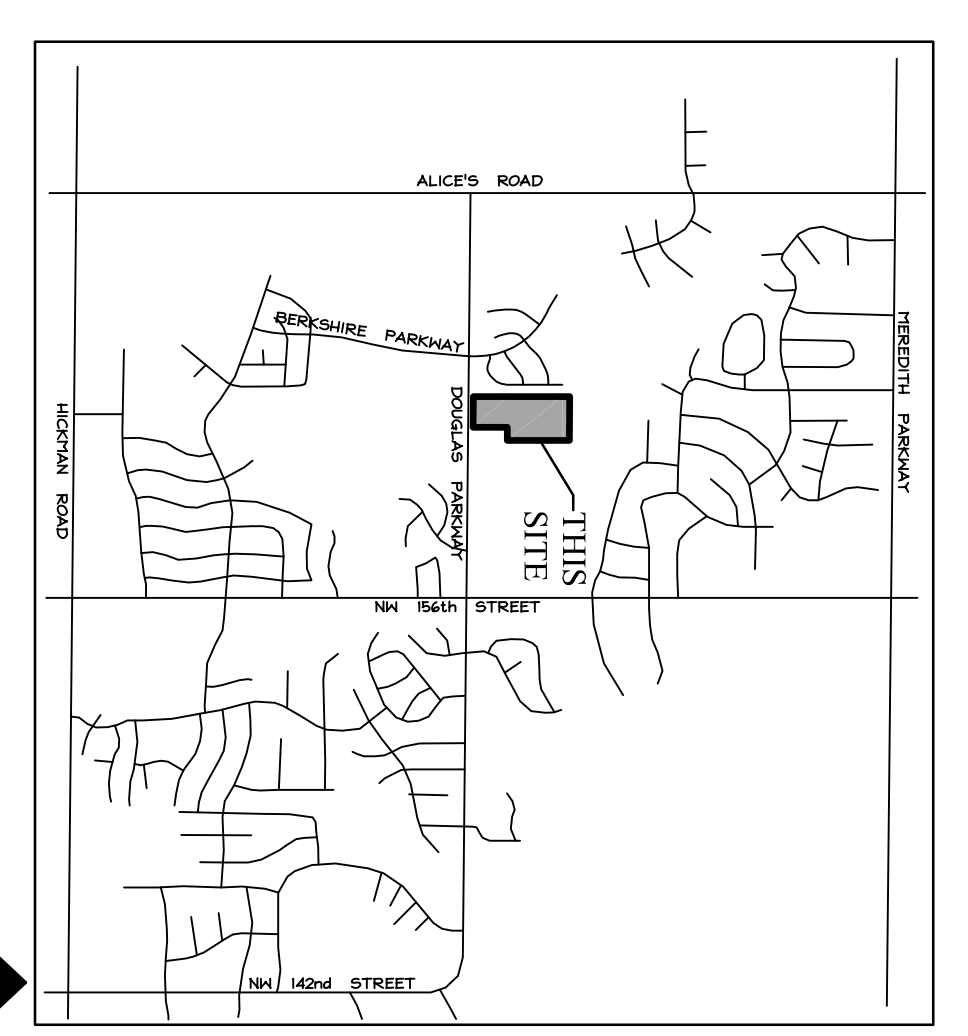 ALICE'S ROAD
BERKSHIRE PARKWAY
MEREDITH PARKWAY
DOUGLAS PARKWAY
HICKMAN ROAD
THIS
SITE
NW 156th STREET
NW 142nd STREET